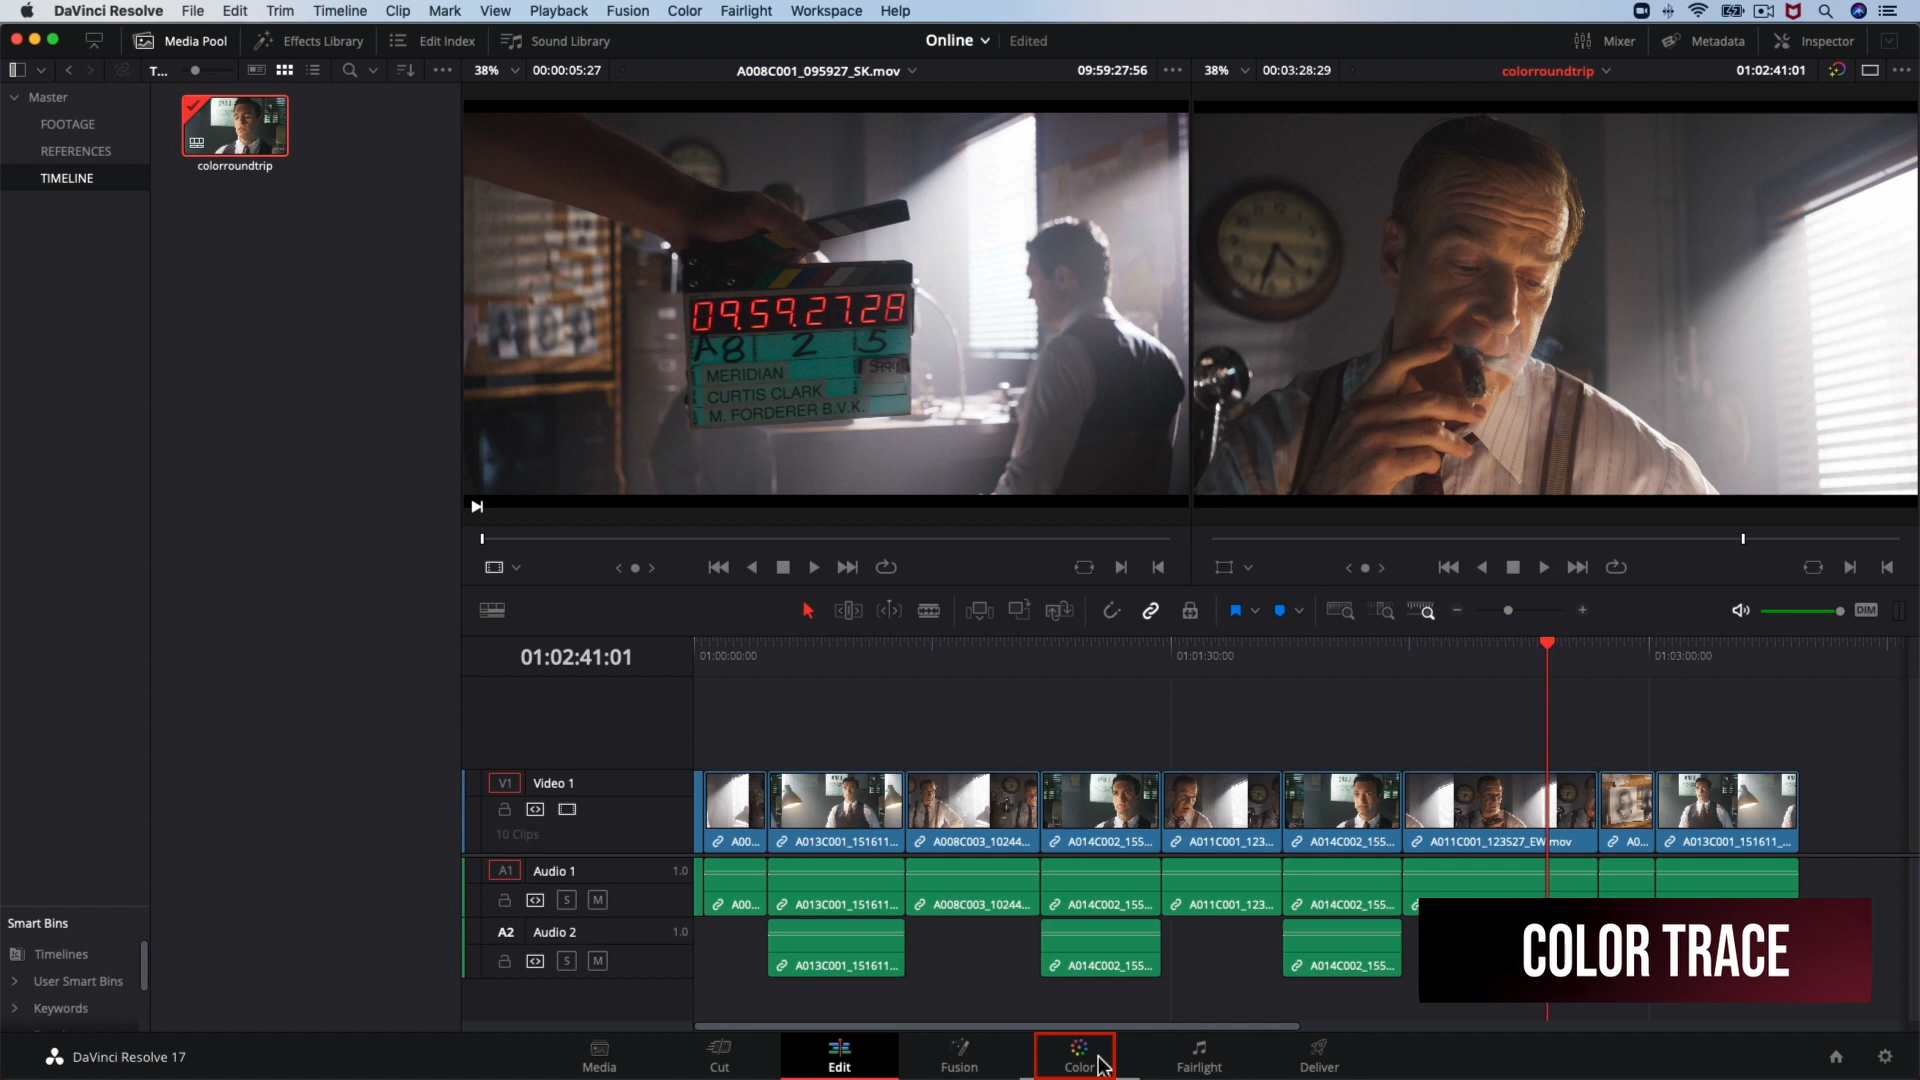 DaVinci Resolve File Edit Trim Timeline Clip Mark View Playback Fusion Color Fairlight Workspace Help
Media Pool Effects Library Edit Index Sound Library
Online Edited
Mixer Metadata Inspector
T...
38% 00:00:05:27 A008C001_095927_SK.mov 09:59:27:56
38% 00:03:28:29 colorroundtrip 01:02:41:01
Master
FOOTAGE
REFERENCES
TIMELINE
colorroundtrip
09.59.27.28
A8 2 5
MERIDIAN
CURTIS CLARK
M. FORDERER B.V.K.
DIM
01:02:41:01
01:00:00:00 01:01:30:00 01:03:00:00
V1 Video 1
10 Clips
A00... A013C001_151611... A008C003_10244... A014C002_155... A011C001_123... A014C002_155... A011C001_123527_EW.mov A0... A013C001_151611_...
A1 Audio 1 1.0
S M
A00... A013C001_151611... A008C003_10244... A014C002_155... A011C001_123... A014C002_155...
A2 Audio 2 1.0
S M
A013C001_151611... A014C002_155... A014C002_155...
COLOR TRACE
Smart Bins
Timelines
User Smart Bins
Keywords
DaVinci Resolve 17
Media Cut Edit Fusion Color Fairlight Deliver